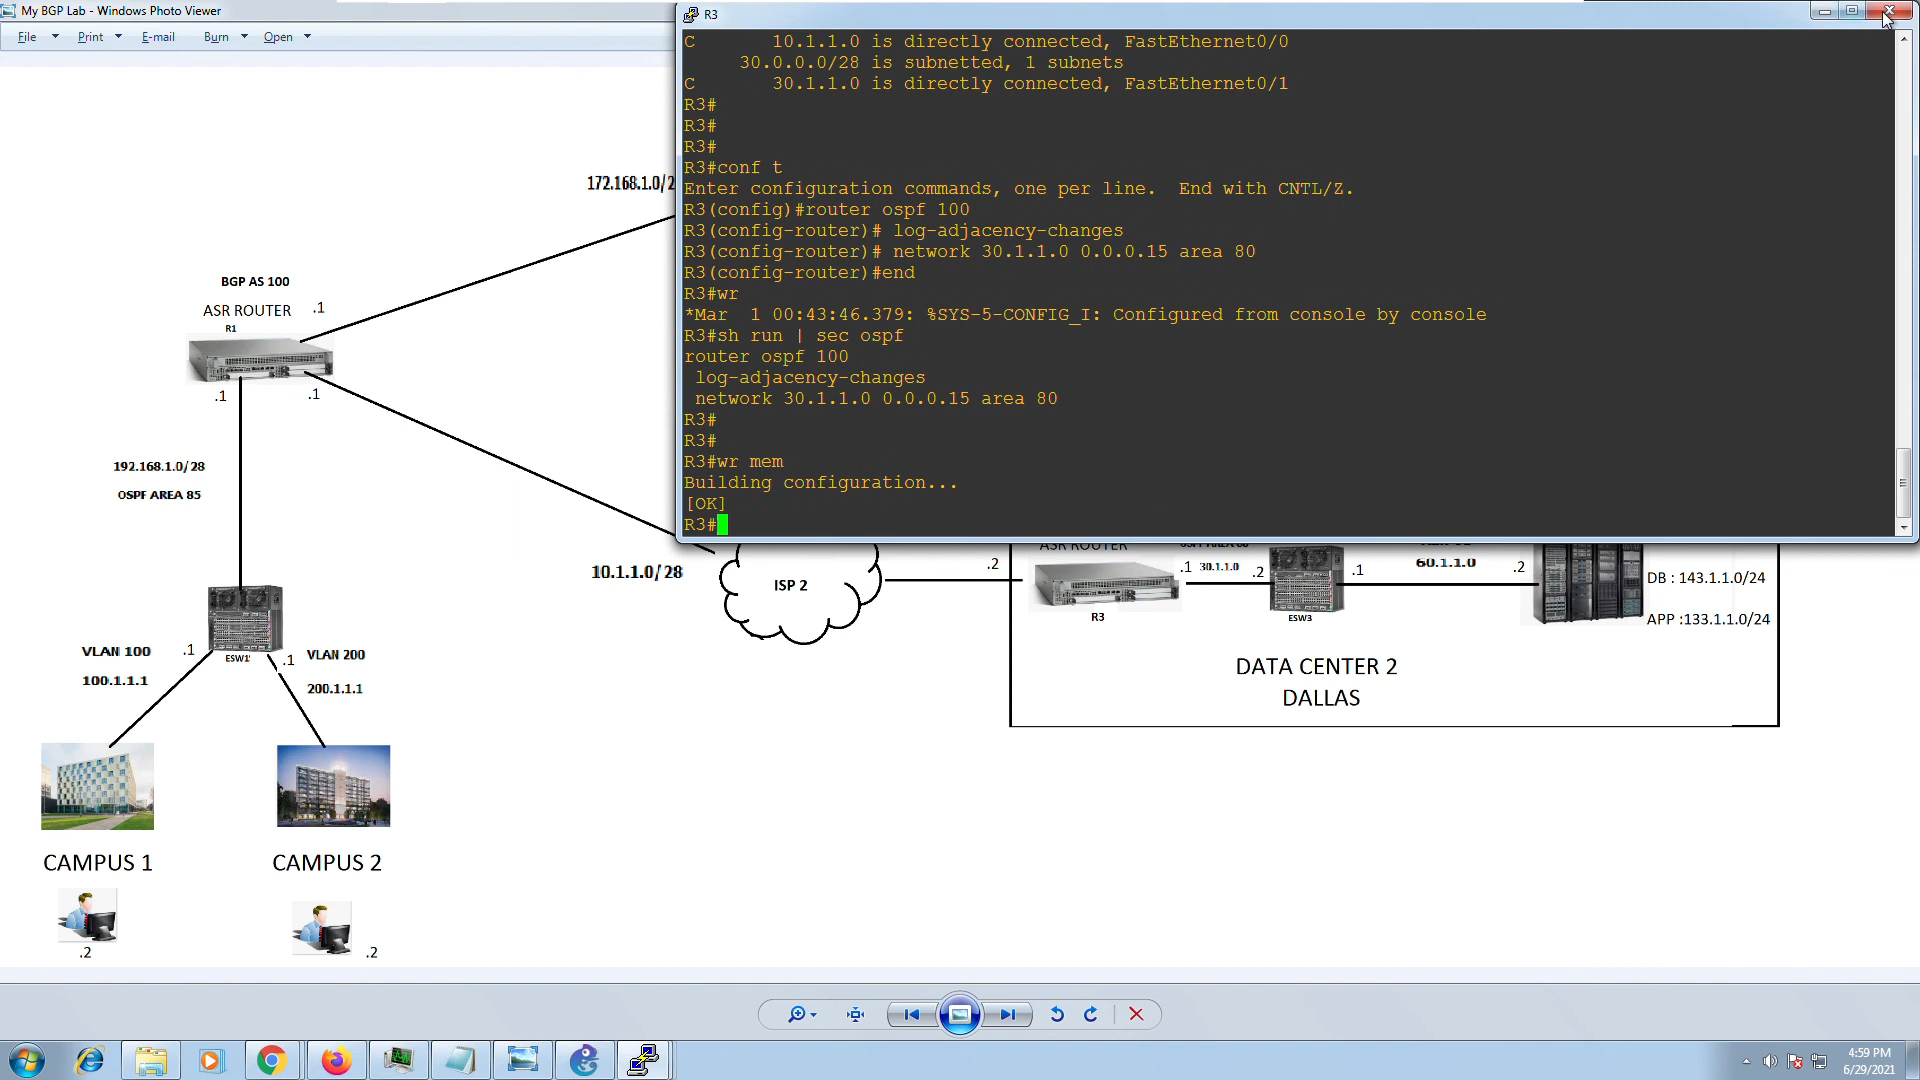 My BGP Lab - Windows Photo Viewer
File Print E-mail Burn Open
R3
C 10.1.1.0 is directly connected, FastEthernet0/0
30.0.0.0/28 is subnetted, 1 subnets
C 30.1.1.0 is directly connected, FastEthernet0/1
R3#
R3#
R3#
R3#conf t
Enter configuration commands, one per line. End with CNTL/Z.
R3(config)#router ospf 100
R3(config-router)# log-adjacency-changes
R3(config-router)# network 30.1.1.0 0.0.0.15 area 80
R3(config-router)#end
R3#wr
*Mar 1 00:43:46.379: %SYS-5-CONFIG_I: Configured from console by console
R3#sh run | sec ospf
router ospf 100
log-adjacency-changes
network 30.1.1.0 0.0.0.15 area 80
R3#
R3#
R3#wr mem
Building configuration...
[OK]
R3#
172.168.1.0/2
BGP AS 100
ASR ROUTER
.1
R1
.1
.1
192.168.1.0/28
OSPF AREA 85
10.1.1.0/28
ISP 2
.2
ASR ROUTER
R3
.1
30.1.1.0
.2
ESW3
.1
60.1.1.0
.2
DB : 143.1.1.0/24
APP :133.1.1.0/24
DATA CENTER 2
DALLAS
ESW1
VLAN 100
.1
100.1.1.1
.1
VLAN 200
200.1.1.1
CAMPUS 1
CAMPUS 2
.2
.2
4:59 PM
6/29/2021